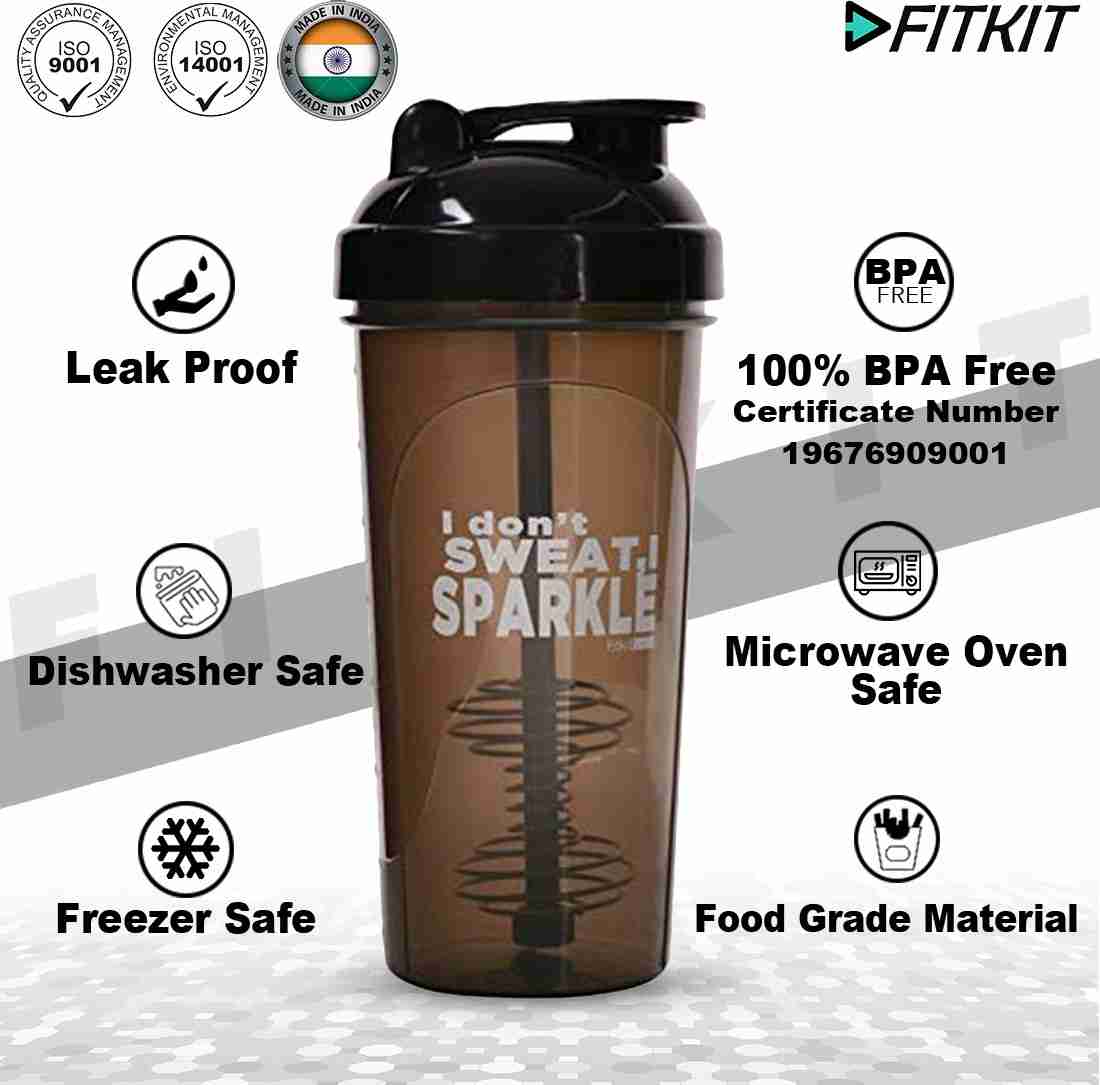 QUALITY ASSURANCE MANAGEMENT
ISO
9001
ENVIRONMENTAL MANAGEMENT
ISO
14001
MADE IN INDIA
MADE IN INDIA
FITKIT
Leak Proof
BPA
FREE
100% BPA Free
Certificate Number
19676909001
I don't
SWEAT, I
SPARKLE
Dishwasher Safe
Microwave Oven
Safe
Freezer Safe
Food Grade Material
FITKIT